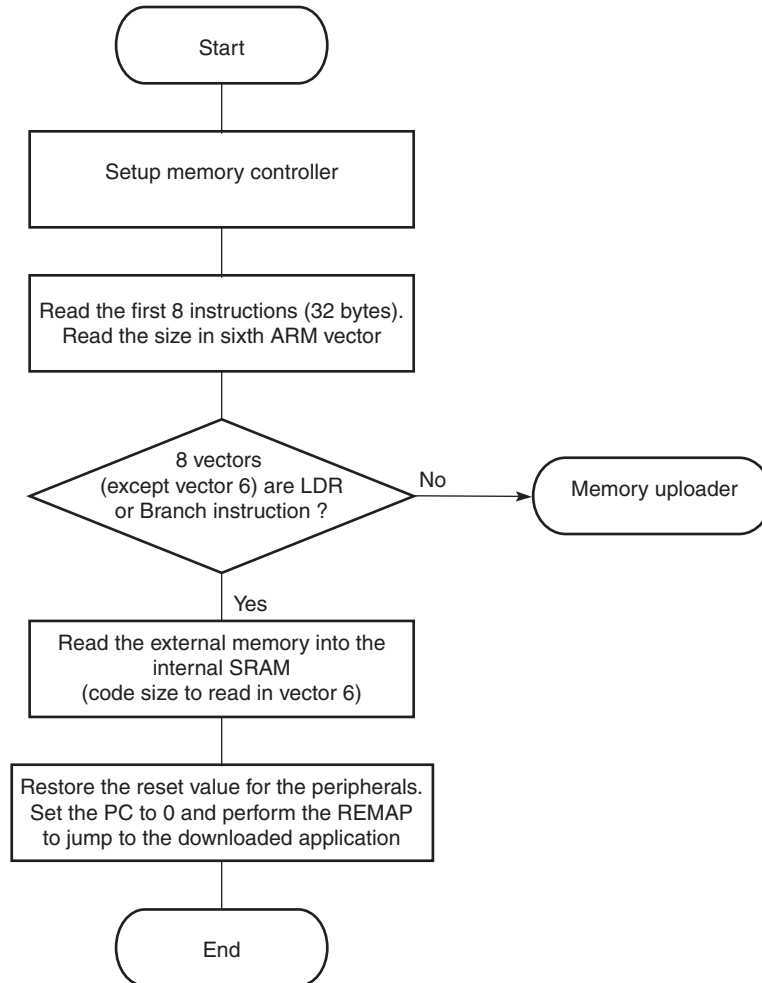 Start
Setup memory controller
Read the first 8 instructions (32 bytes).
Read the size in sixth ARM vector
8 vectors
(except vector 6) are LDR
or Branch instruction ?
No
Memory uploader
Yes
Read the external memory into the
internal SRAM
(code size to read in vector 6)
Restore the reset value for the peripherals.
Set the PC to 0 and perform the REMAP
to jump to the downloaded application
End